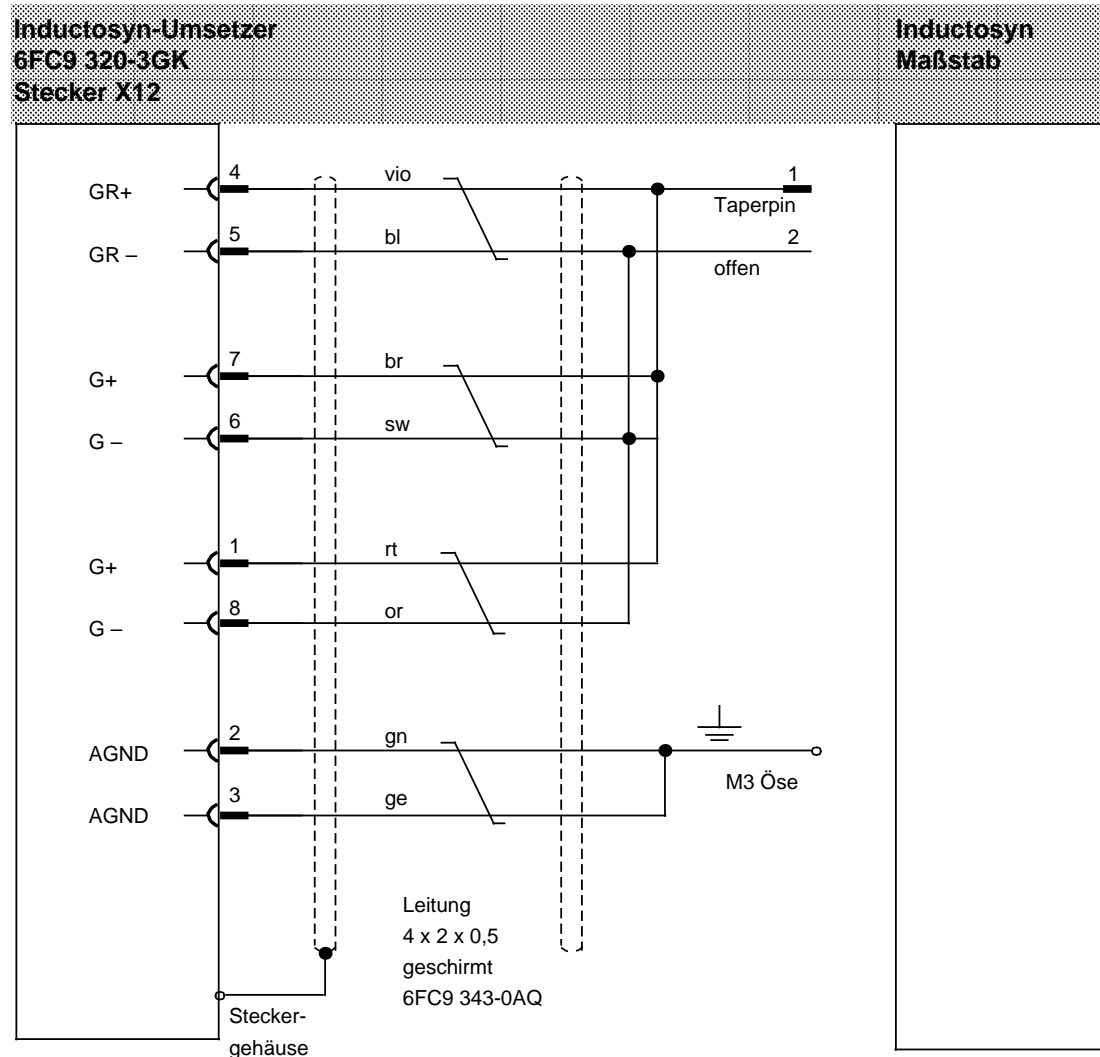 Inductosyn-Umsetzer
6FC9 320-3GK
Stecker X12
Inductosyn
Maßstab
GR+ 4 vio 1
Taperpin
GR – 5 bl 2
offen
G+ 7 br
G – 6 sw
G+ 1 rt
G – 8 or
AGND 2 gn
M3 Öse
AGND 3 ge
Leitung
4 x 2 x 0,5
geschirmt
6FC9 343-0AQ
Stecker-
gehäuse